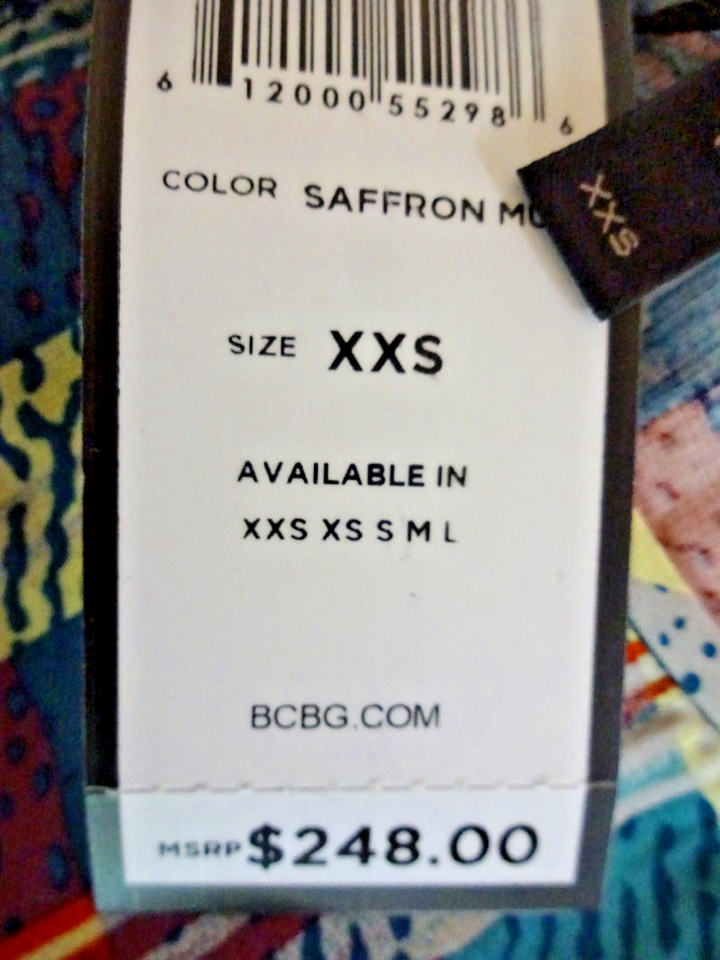 6 12000 55298 6
COLOR SAFFRON
XXS
SIZE XXS
AVAILABLE IN
XXS XS S M L
BCBG.COM
MSRP $248.00